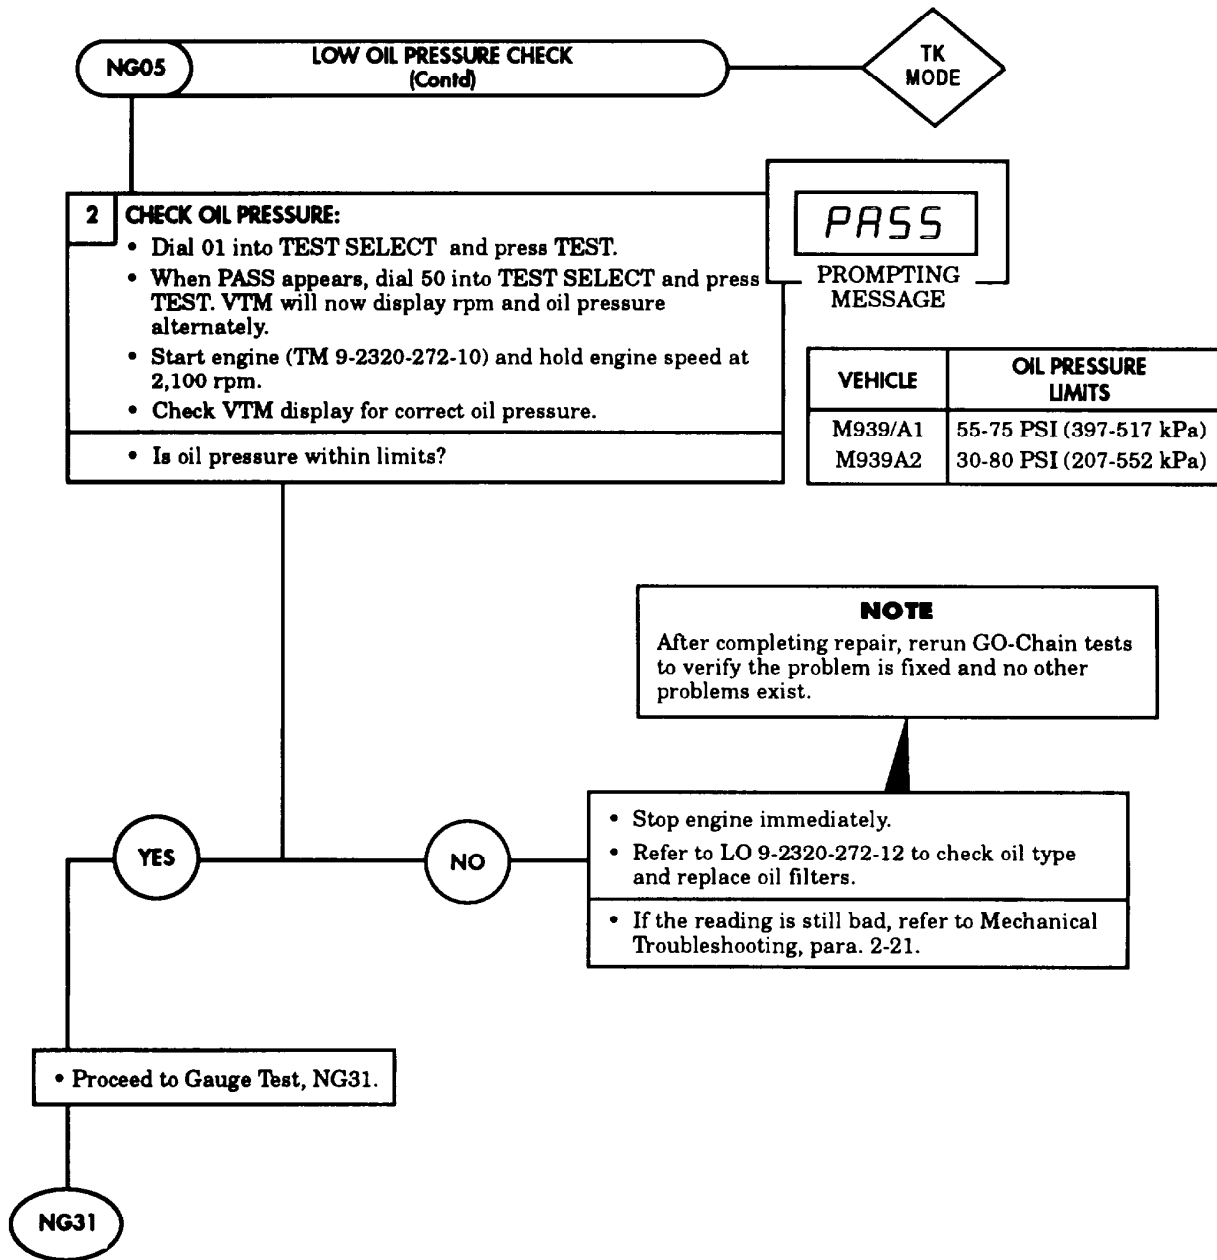 NG05
LOW OIL PRESSURE CHECK
(Contd)
TK
MODE
2
CHECK OIL PRESSURE:
• Dial 01 into TEST SELECT and press TEST.
• When PASS appears, dial 50 into TEST SELECT and press
TEST. VTM will now display rpm and oil pressure
alternately.
• Start engine (TM 9-2320-272-10) and hold engine speed at
2,100 rpm.
• Check VTM display for correct oil pressure.
• Is oil pressure within limits?
PASS
PROMPTING
MESSAGE
VEHICLE
OIL PRESSURE
LIMITS
M939/A1
55-75 PSI (397-517 kPa)
M939A2
30-80 PSI (207-552 kPa)
NOTE
After completing repair, rerun GO-Chain tests
to verify the problem is fixed and no other
problems exist.
YES
NO
• Stop engine immediately.
• Refer to LO 9-2320-272-12 to check oil type
and replace oil filters.
• If the reading is still bad, refer to Mechanical
Troubleshooting, para. 2-21.
• Proceed to Gauge Test, NG31.
NG31